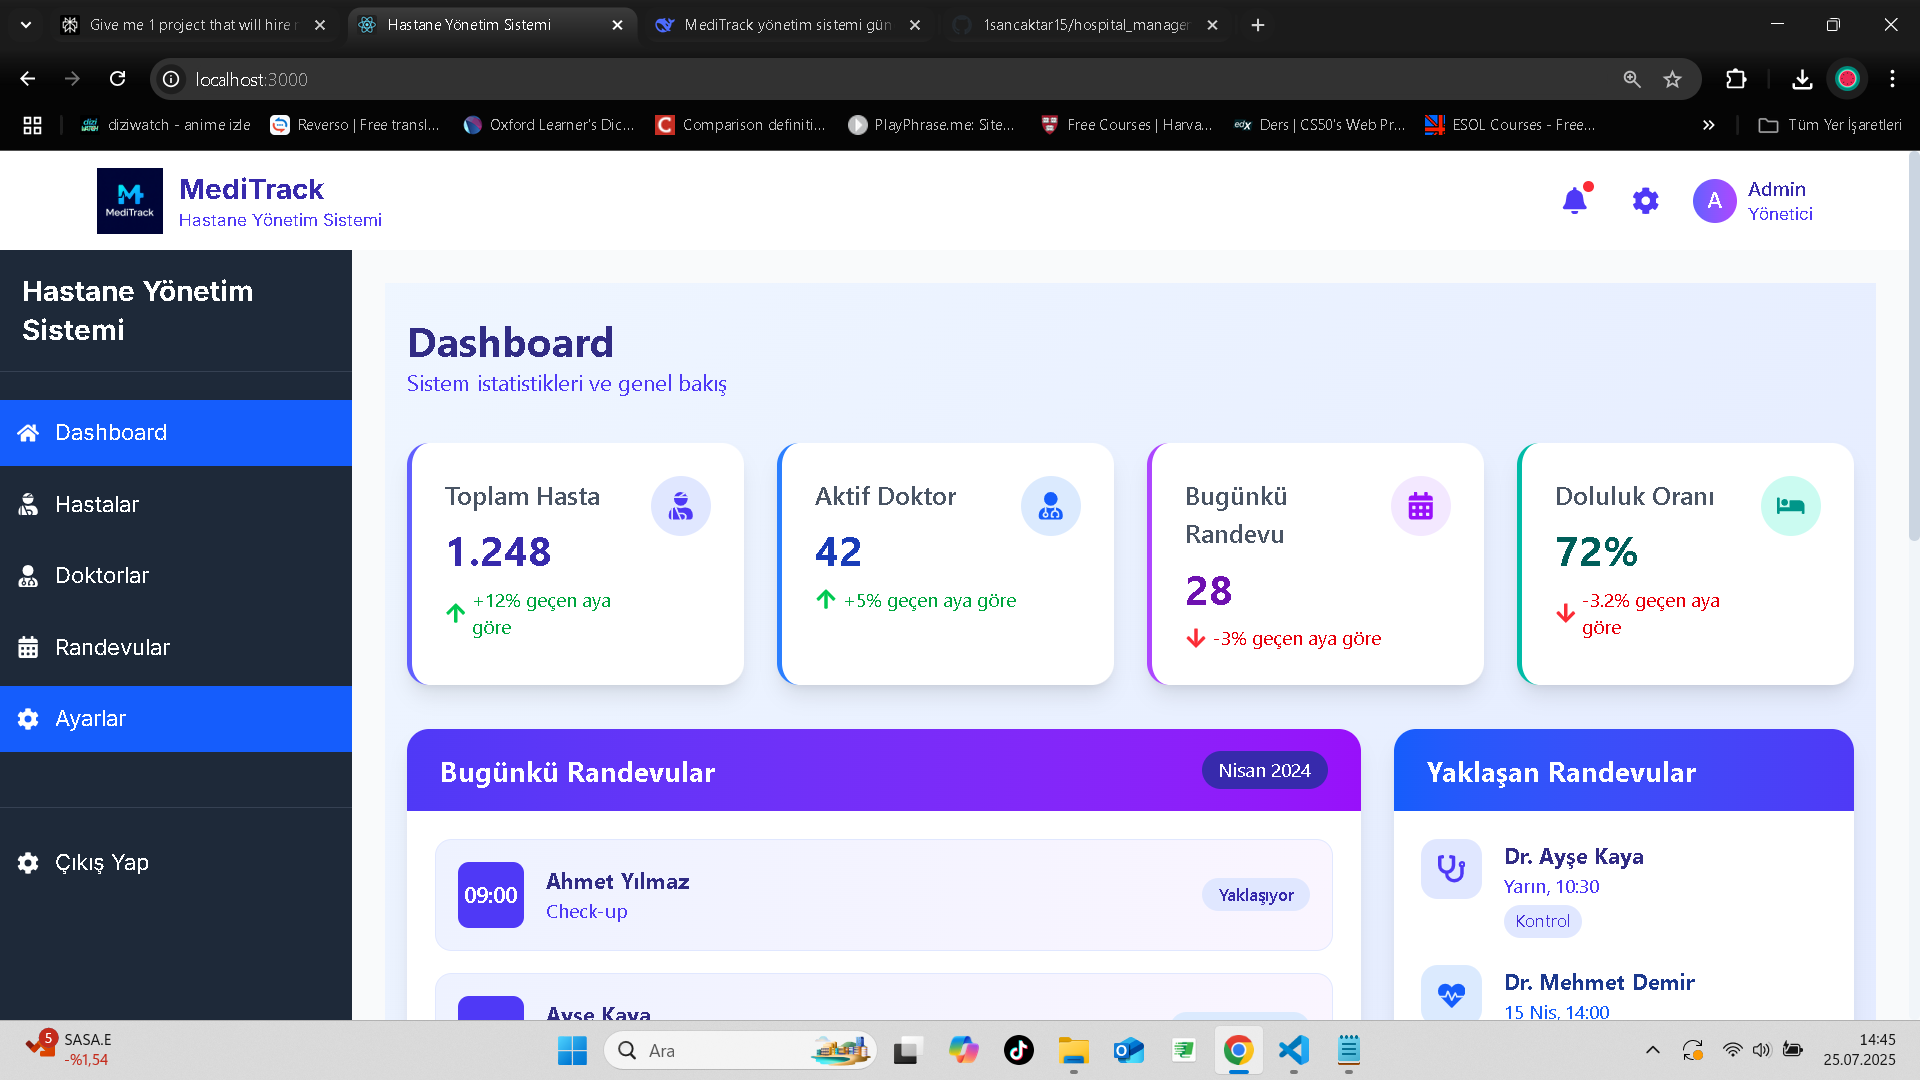 Give me 1 project that will hire
Hastane Yönetim Sistemi
MediTrack yönetim sistemi gün
1sancaktar15/hospital_manager
localhost:3000
diziwatch - anime izle
Reverso | Free transl...
Oxford Learner's Dic...
Comparison definiti...
PlayPhrase.me: Site...
Free Courses | Harva...
edx
Ders | CS50's Web Pr...
ESOL Courses - Free...
Tüm Yer İşaretleri
MediTrack
MediTrack
Hastane Yönetim Sistemi
A
Admin
Yönetici
Hastane Yönetim
Sistemi
Dashboard
Hastalar
Doktorlar
Randevular
Ayarlar
Çıkış Yap
Dashboard
Sistem istatistikleri ve genel bakış
Toplam Hasta
1.248
+12% geçen aya
göre
Aktif Doktor
42
+5% geçen aya göre
Bugünkü
Randevu
28
-3% geçen aya göre
Doluluk Oranı
72%
-3.2% geçen aya
göre
Bugünkü Randevular
Nisan 2024
09:00
Ahmet Yılmaz
Check-up
Yaklaşıyor
Ayşe Kaya
Yaklaşan Randevular
Dr. Ayşe Kaya
Yarın, 10:30
Kontrol
Dr. Mehmet Demir
15 Nis, 14:00
5
SASA.E
-%1,54
Ara
14:45
25.07.2025